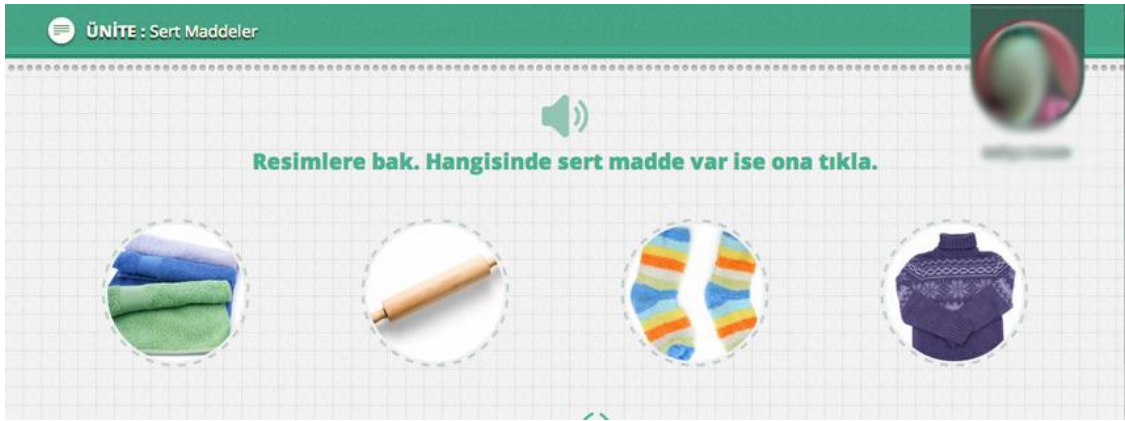 ÜNİTE : Sert Maddeler
Resimlere bak. Hangisinde sert madde var ise ona tıkla.